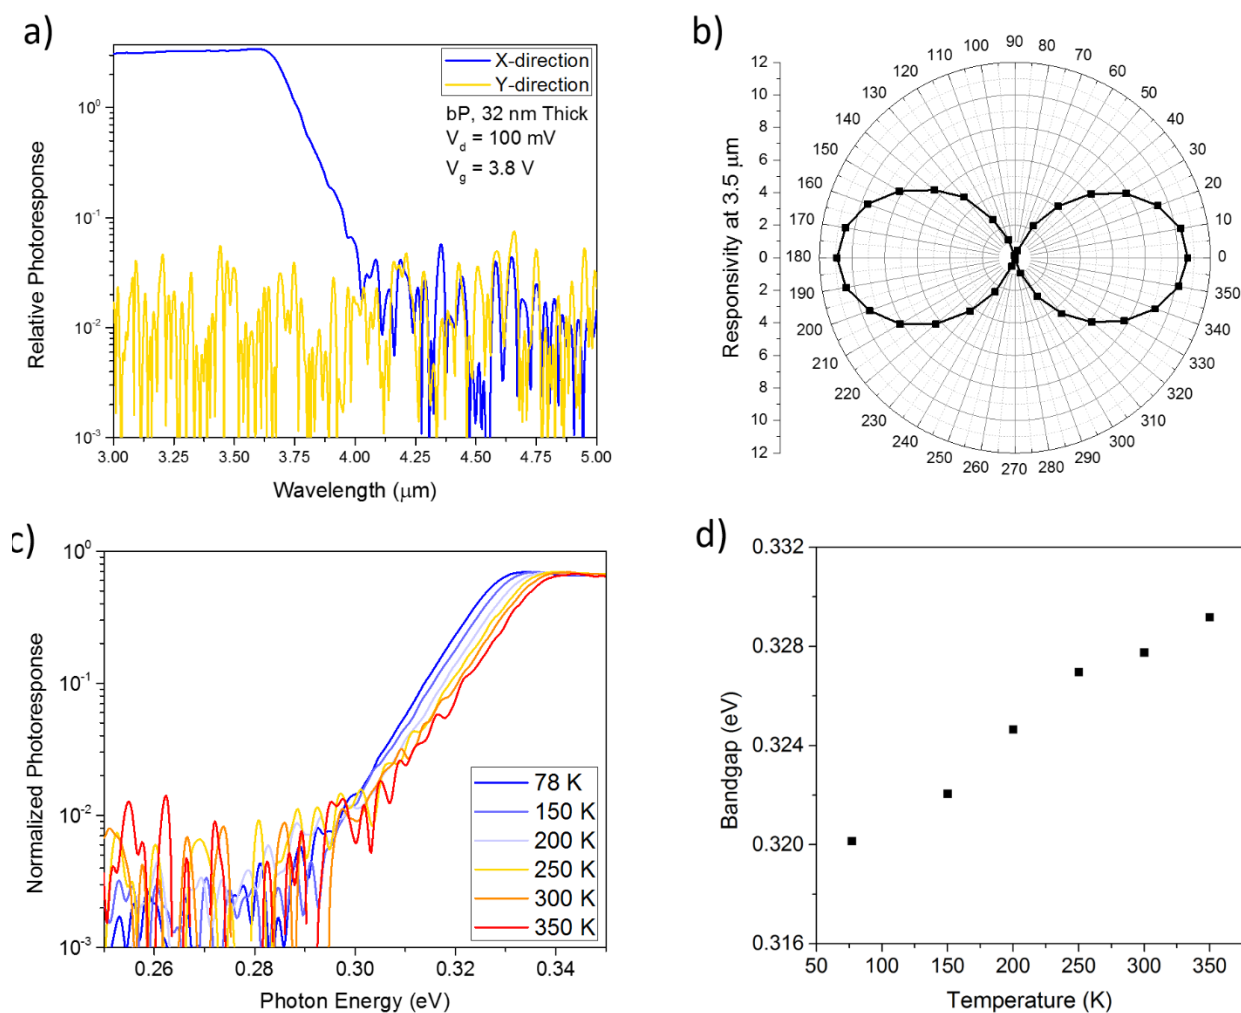 a)
10⁰
10⁻¹
10⁻²
10⁻³
Relative Photoresponse
X-direction
Y-direction
bP, 32 nm Thick
V_d = 100 mV
V_g = 3.8 V
3.00 3.25 3.50 3.75 4.00 4.25 4.50 4.75 5.00
Wavelength (μm)
b)
12
10
8
6
4
2
0
2
4
6
8
10
12
Responsivity at 3.5 μm
0
10
20
30
40
50
60
70
80
90
100
110
120
130
140
150
160
170
180
190
200
210
220
230
240
250
260
270
280
290
300
310
320
330
340
350
c)
10⁰
10⁻¹
10⁻²
10⁻³
Normalized Photoresponse
78 K
150 K
200 K
250 K
300 K
350 K
0.26 0.28 0.30 0.32 0.34
Photon Energy (eV)
d)
0.332
0.328
0.324
0.320
0.316
Bandgap (eV)
50 100 150 200 250 300 350
Temperature (K)